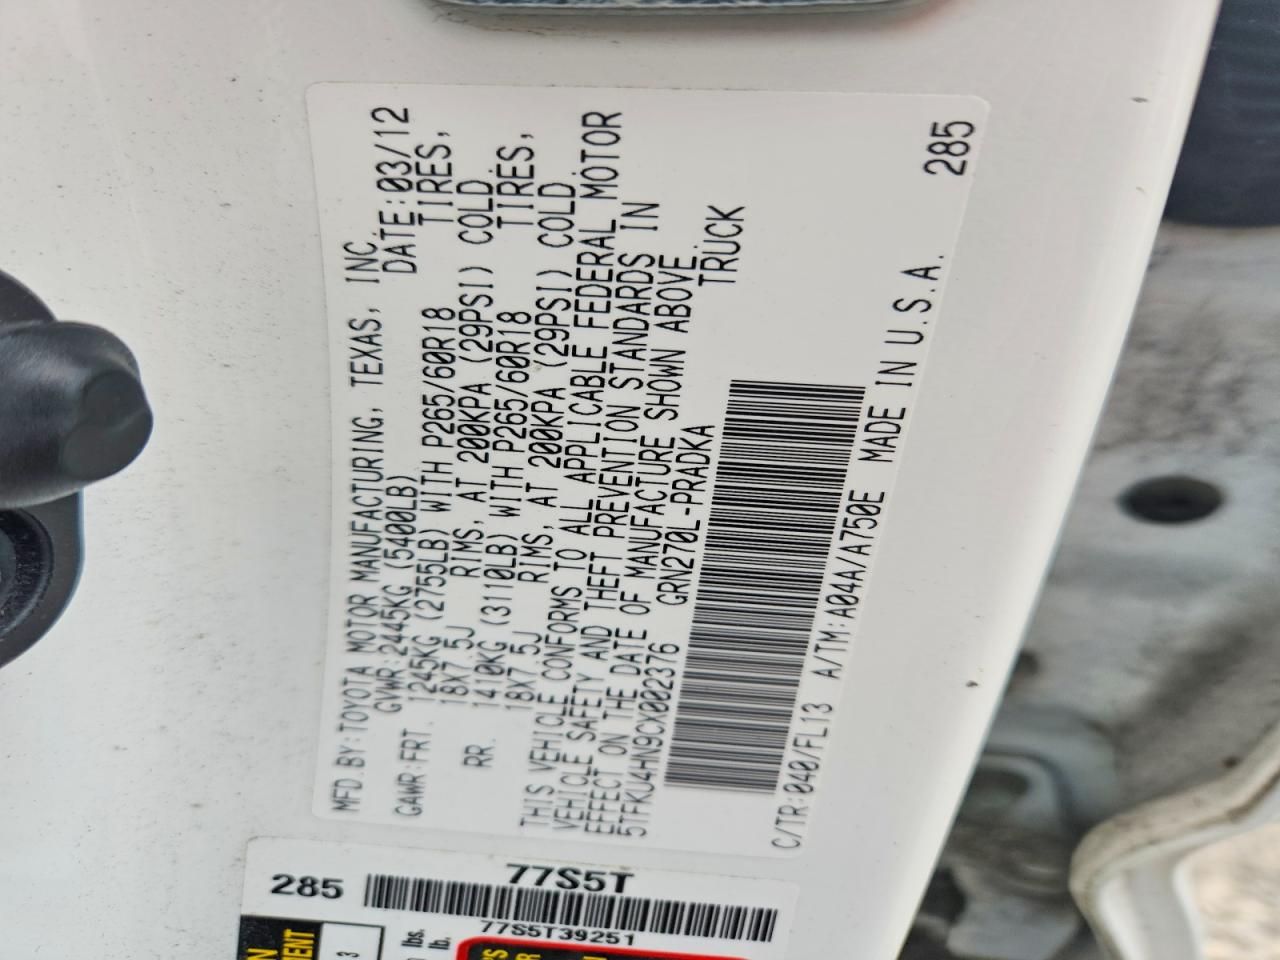 MFD.BY:TOYOTA MOTOR MANUFACTURING, TEXAS, INC.
GVWR:2445KG (5400LB) DATE:03/12
GAWR:FRT. 1245KG (2755LB) WITH P265/60R18 TIRES,
18X7.5J RIMS, AT 200KPA (29PSI) COLD.
RR. 1410KG (3110LB) WITH P265/60R18 TIRES,
18X7.5J RIMS, AT 200KPA (29PSI) COLD.
THIS VEHICLE CONFORMS TO ALL APPLICABLE FEDERAL MOTOR
VEHICLE SAFETY AND THEFT PREVENTION STANDARDS IN
EFFECT ON THE DATE OF MANUFACTURE SHOWN ABOVE.
5TFKU4HN9CX002376 GRN270L-PRADKA TRUCK
C/TR:040/FL13 A/TM:A04A/A750E MADE IN U.S.A.
285
285
77S5T
77S5T39251
lbs.
lb.
3